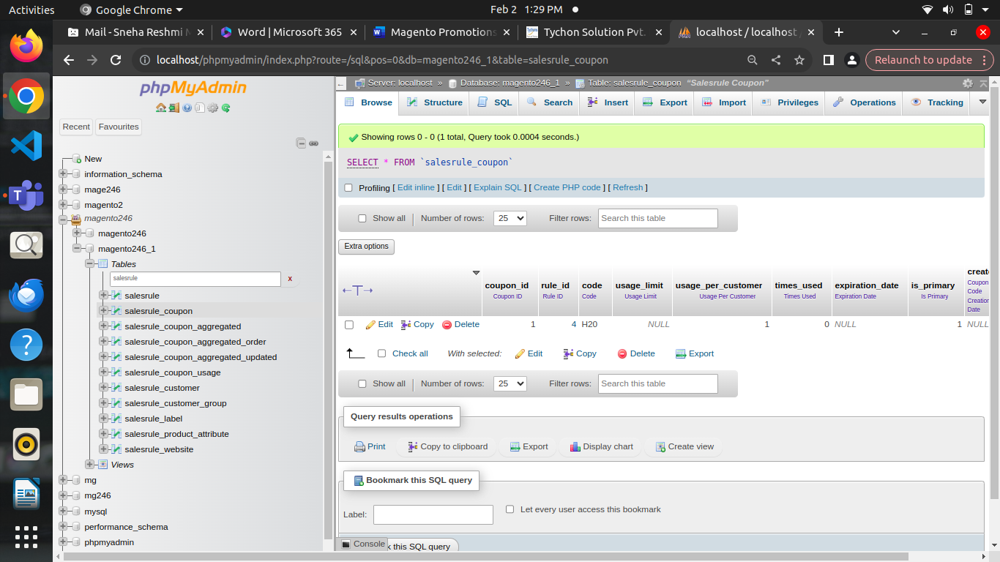 Activities
Google Chrome
Feb 2 1:29 PM
Mail - Sneha Reshmi M
Word | Microsoft 365
Magento Promotions
Tychon Solution Pvt.
localhost / localhost /
localhost/phpmyadmin/index.php?route=/sql&pos=0&db=magento246_1&table=salesrule_coupon
Relaunch to update
phpMyAdmin
Recent
Favourites
New
information_schema
mage246
magento2
magento246
magento246
magento246_1
Tables
salesrule
x
salesrule
salesrule_coupon
salesrule_coupon_aggregated
salesrule_coupon_aggregated_order
salesrule_coupon_aggregated_updated
salesrule_coupon_usage
salesrule_customer
salesrule_customer_group
salesrule_label
salesrule_product_attribute
salesrule_website
Views
mg
mg246
mysql
performance_schema
phpmyadmin
Server: localhost » Database: magento246_1 » Table: salesrule_coupon "Salesrule Coupon"
Browse Structure SQL Search Insert Export Import Privileges Operations Tracking
Showing rows 0 - 0 (1 total, Query took 0.0004 seconds.)
SELECT * FROM `salesrule_coupon`
Profiling [ Edit inline ] [ Edit ] [ Explain SQL ] [ Create PHP code ] [ Refresh ]
Show all Number of rows: 25 Filter rows: Search this table
Extra options
coupon_id rule_id code usage_limit usage_per_customer times_used expiration_date is_primary create
Coupon ID Rule ID Code Usage Limit Usage Per Customer Times Used Expiration Date Is Primary Coupon
Code
Creation
Date
Edit Copy Delete 1 4 H20 NULL 1 0 NULL 1 NULL
Check all With selected: Edit Copy Delete Export
Show all Number of rows: 25 Filter rows: Search this table
Query results operations
Print Copy to clipboard Export Display chart Create view
Bookmark this SQL query
Label:
Let every user access this bookmark
Console
k this SQL query